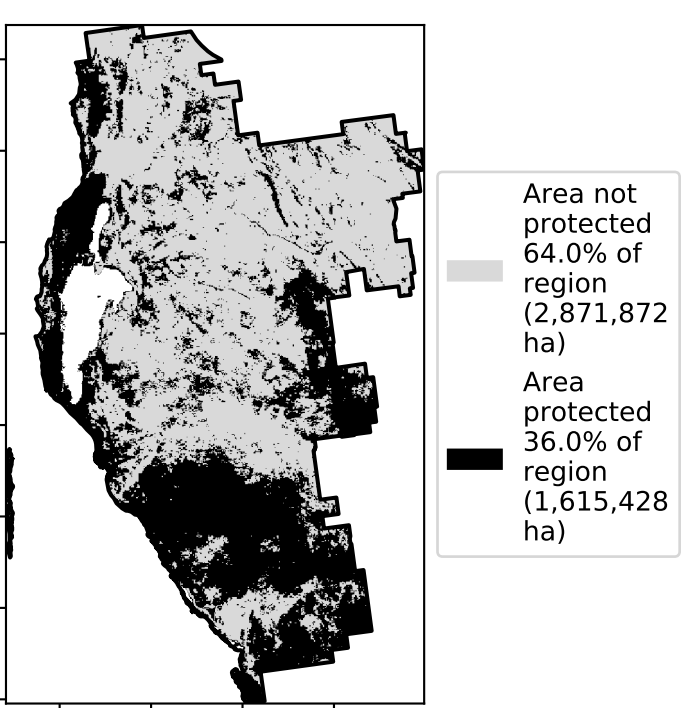 Area not
protected
64.0% of
region
(2,871,872
ha)
Area
protected
36.0% of
region
(1,615,428
ha)